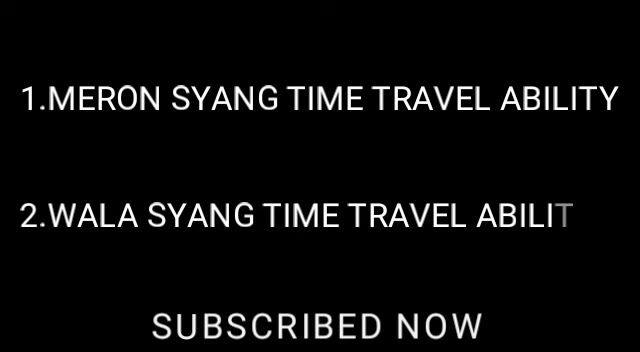 1.MERON SYANG TIME TRAVEL ABILITY
2.WALA SYANG TIME TRAVEL ABILIT
SUBSCRIBED NOW